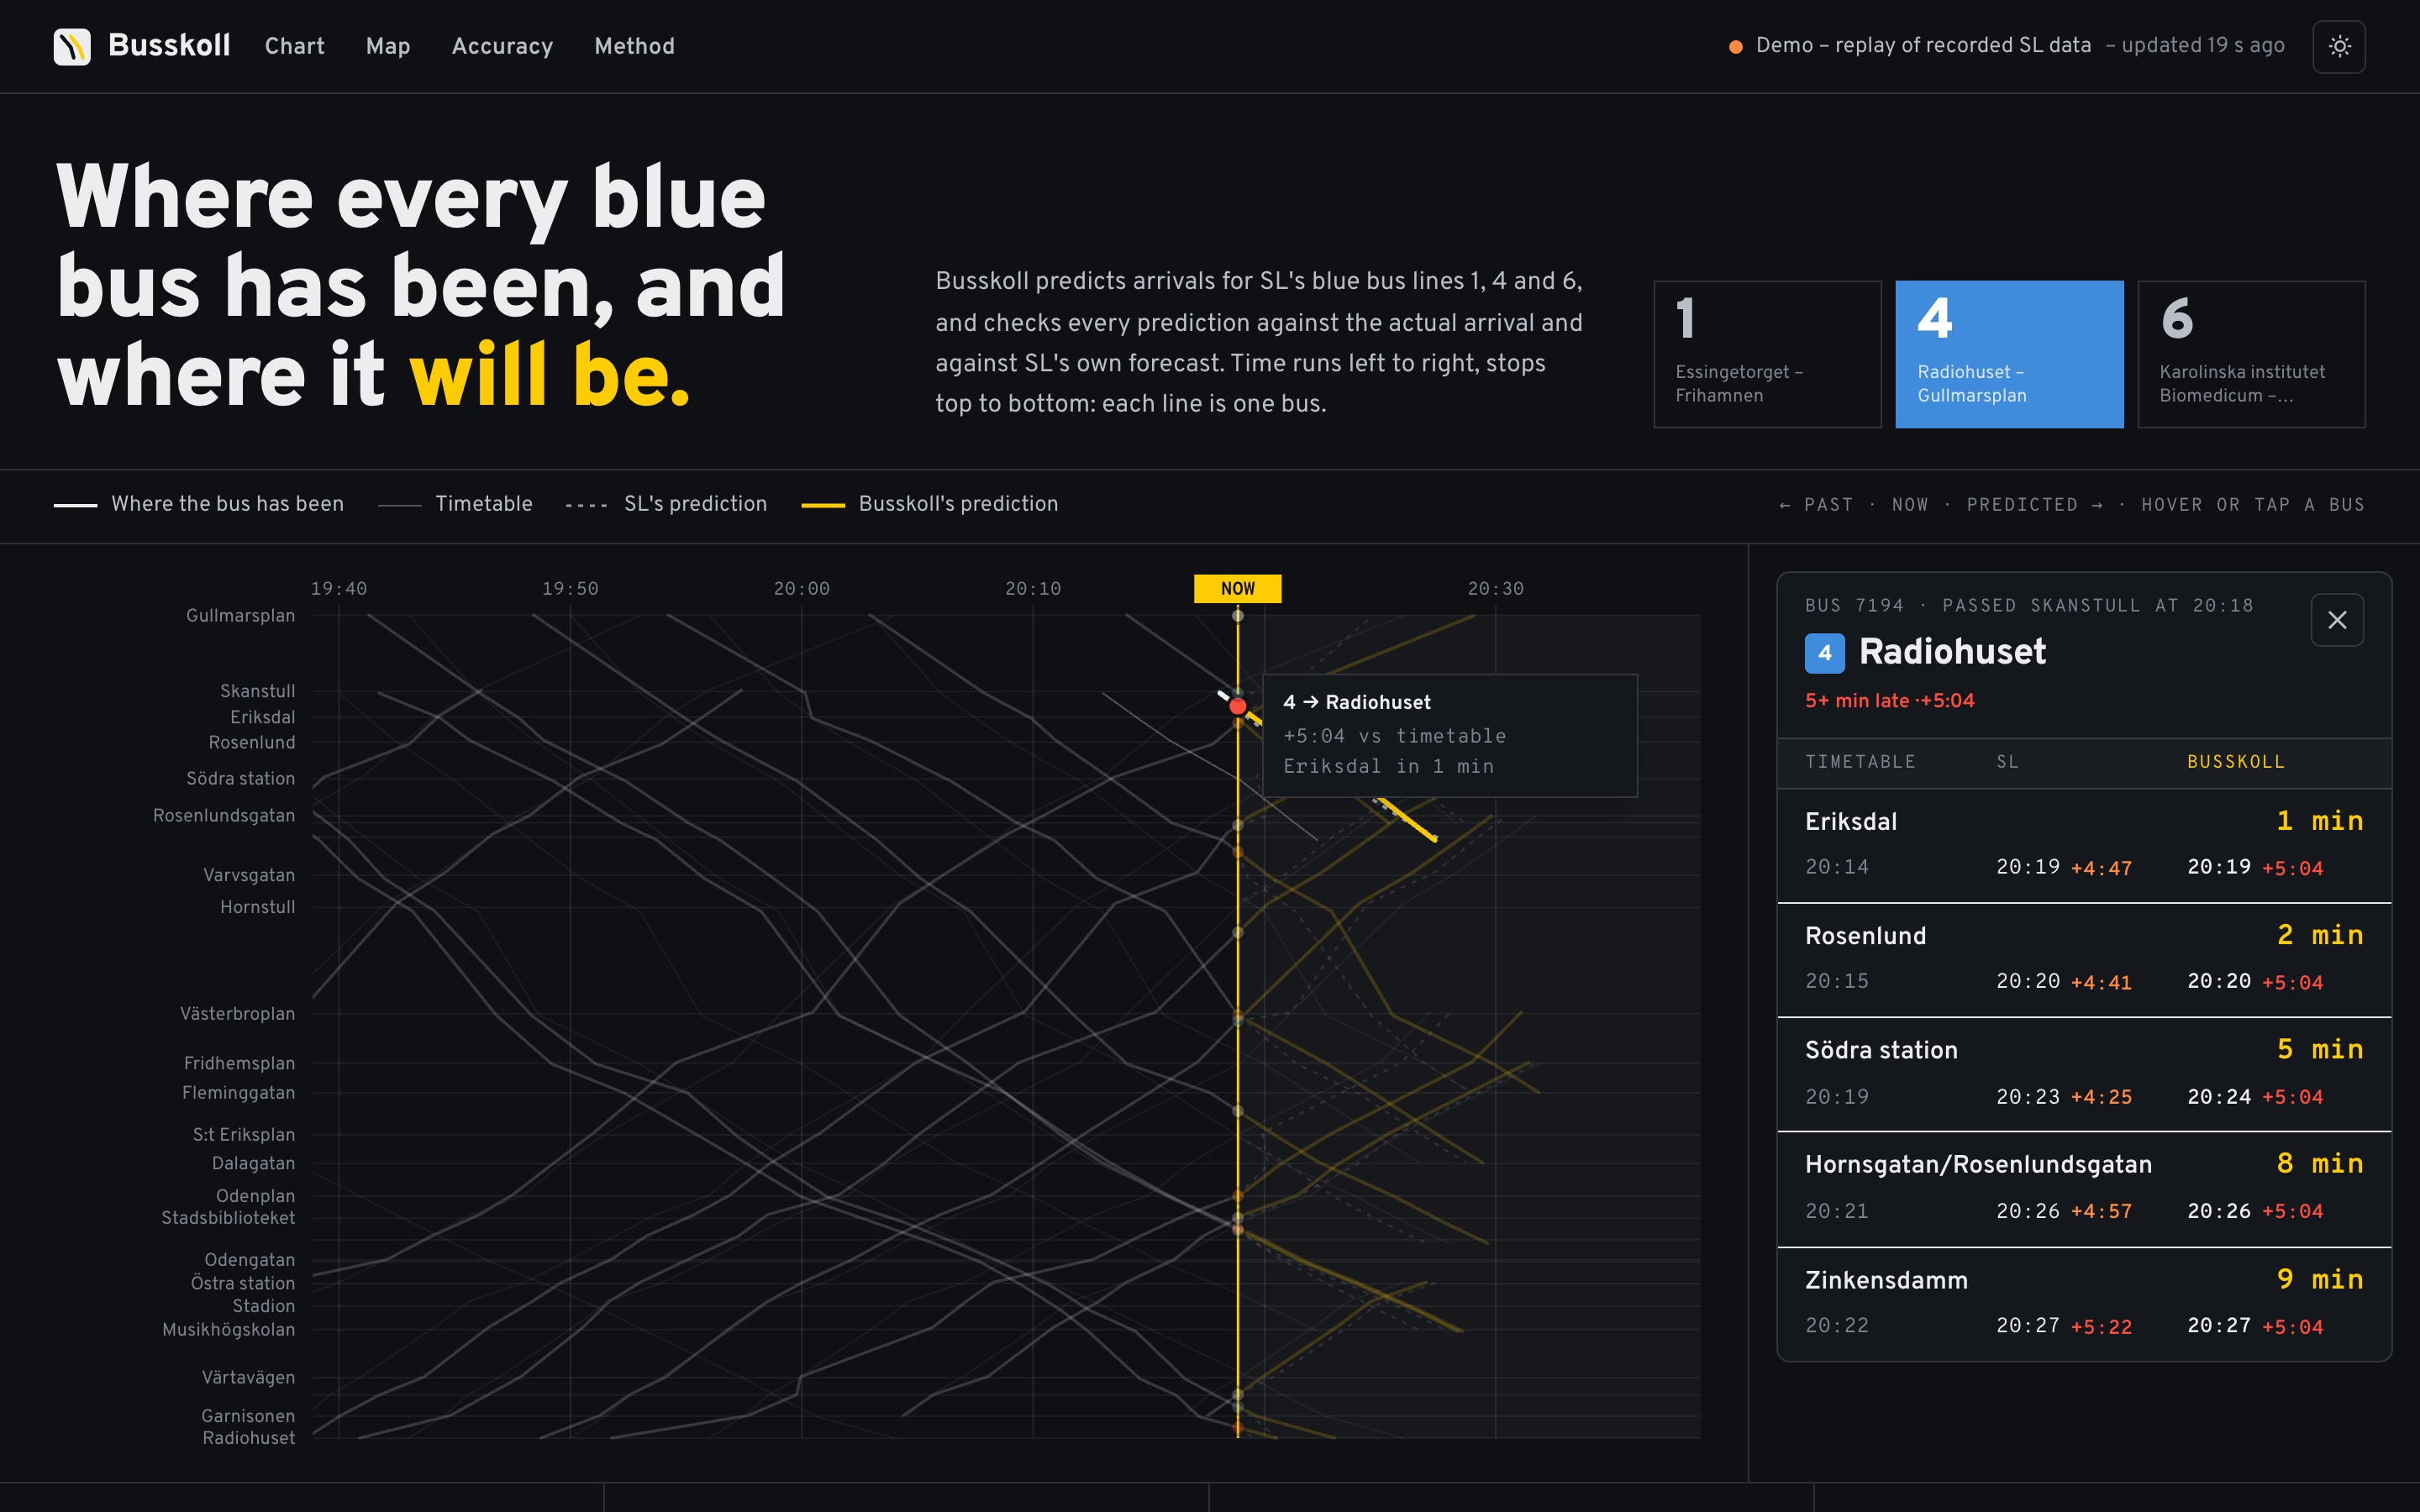 Busskoll
Chart
Map
Accuracy
Method
Demo – replay of recorded SL data – updated 19 s ago
Where every blue
bus has been, and
where it will be.
Busskoll predicts arrivals for SL's blue bus lines 1, 4 and 6,
and checks every prediction against the actual arrival and
against SL's own forecast. Time runs left to right, stops
top to bottom: each line is one bus.
1
Essingetorget –
Frihamnen
4
Radiohuset –
Gullmarsplan
6
Karolinska institutet
Biomedicum –…
Where the bus has been
Timetable
SL's prediction
Busskoll's prediction
← PAST · NOW · PREDICTED → · HOVER OR TAP A BUS
19:40
19:50
20:00
20:10
NOW
20:30
Gullmarsplan
Skanstull
Eriksdal
Rosenlund
Södra station
Rosenlundsgatan
Varvsgatan
Hornstull
Västerbroplan
Fridhemsplan
Fleminggatan
S:t Eriksplan
Dalagatan
Odenplan
Stadsbiblioteket
Odengatan
Östra station
Stadion
Musikhögskolan
Värtavägen
Garnisonen
Radiohuset
4 → Radiohuset
+5:04 vs timetable
Eriksdal in 1 min
BUS 7194 · PASSED SKANSTULL AT 20:18
4 Radiohuset
5+ min late ·+5:04
TIMETABLE SL BUSSKOLL
Eriksdal 1 min
20:14 20:19 +4:47 20:19 +5:04
Rosenlund 2 min
20:15 20:20 +4:41 20:20 +5:04
Södra station 5 min
20:19 20:23 +4:25 20:24 +5:04
Hornsgatan/Rosenlundsgatan 8 min
20:21 20:26 +4:57 20:26 +5:04
Zinkensdamm 9 min
20:22 20:27 +5:22 20:27 +5:04